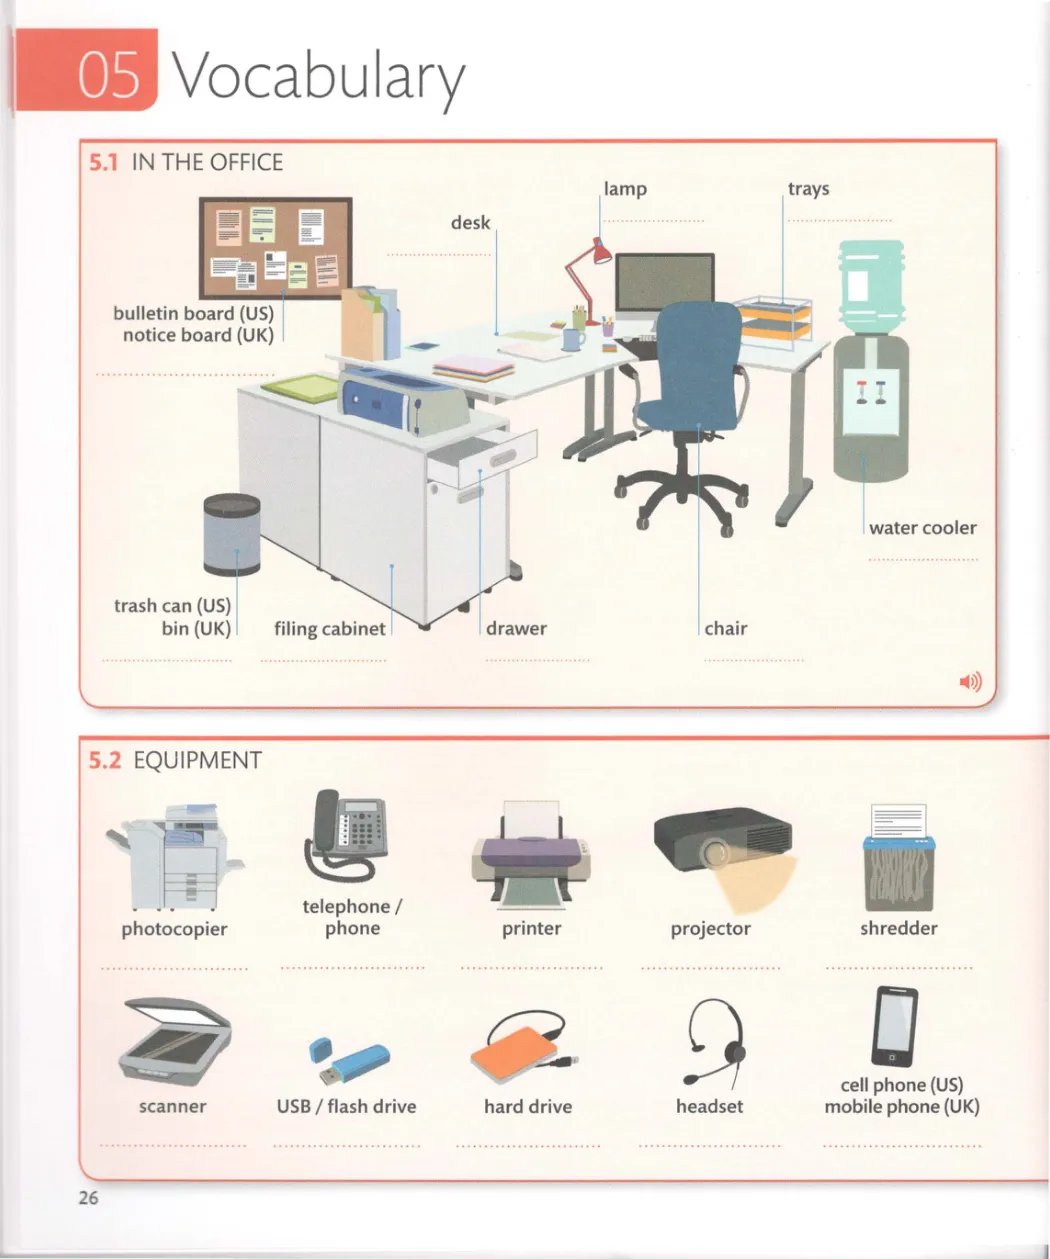 05 Vocabulary
5.1 IN THE OFFICE
lamp
trays
desk
bulletin board (US)
notice board (UK)
water cooler
trash can (US)
bin (UK)
filing cabinet
drawer
chair
5.2 EQUIPMENT
photocopier
telephone /
phone
printer
projector
shredder
scanner
USB / flash drive
hard drive
headset
cell phone (US)
mobile phone (UK)
26